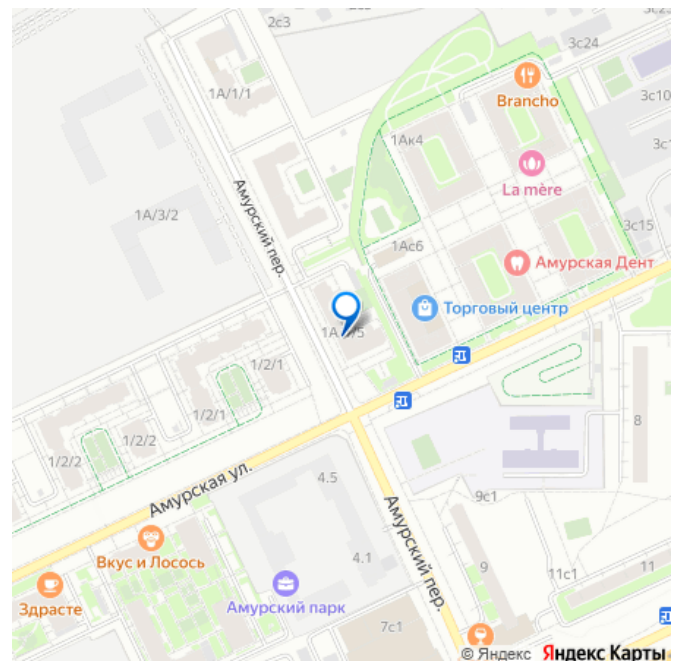 2с3
3с24
Brancho
3с10
1А/1/1
1Ак4
La mère
Амурский пер.
1А/3/2
3с15
1Ас6
Амурская Дент
Торговый центр
1/2/1
1/2/1
1/2/2
1/2/2
8
Амурская ул.
4.5
9с1
Амурский пер.
Вкус и Лосось
4.1
9
11с1
11
Здрасте
Амурский парк
7с1
© Яндекс Яндекс Карты